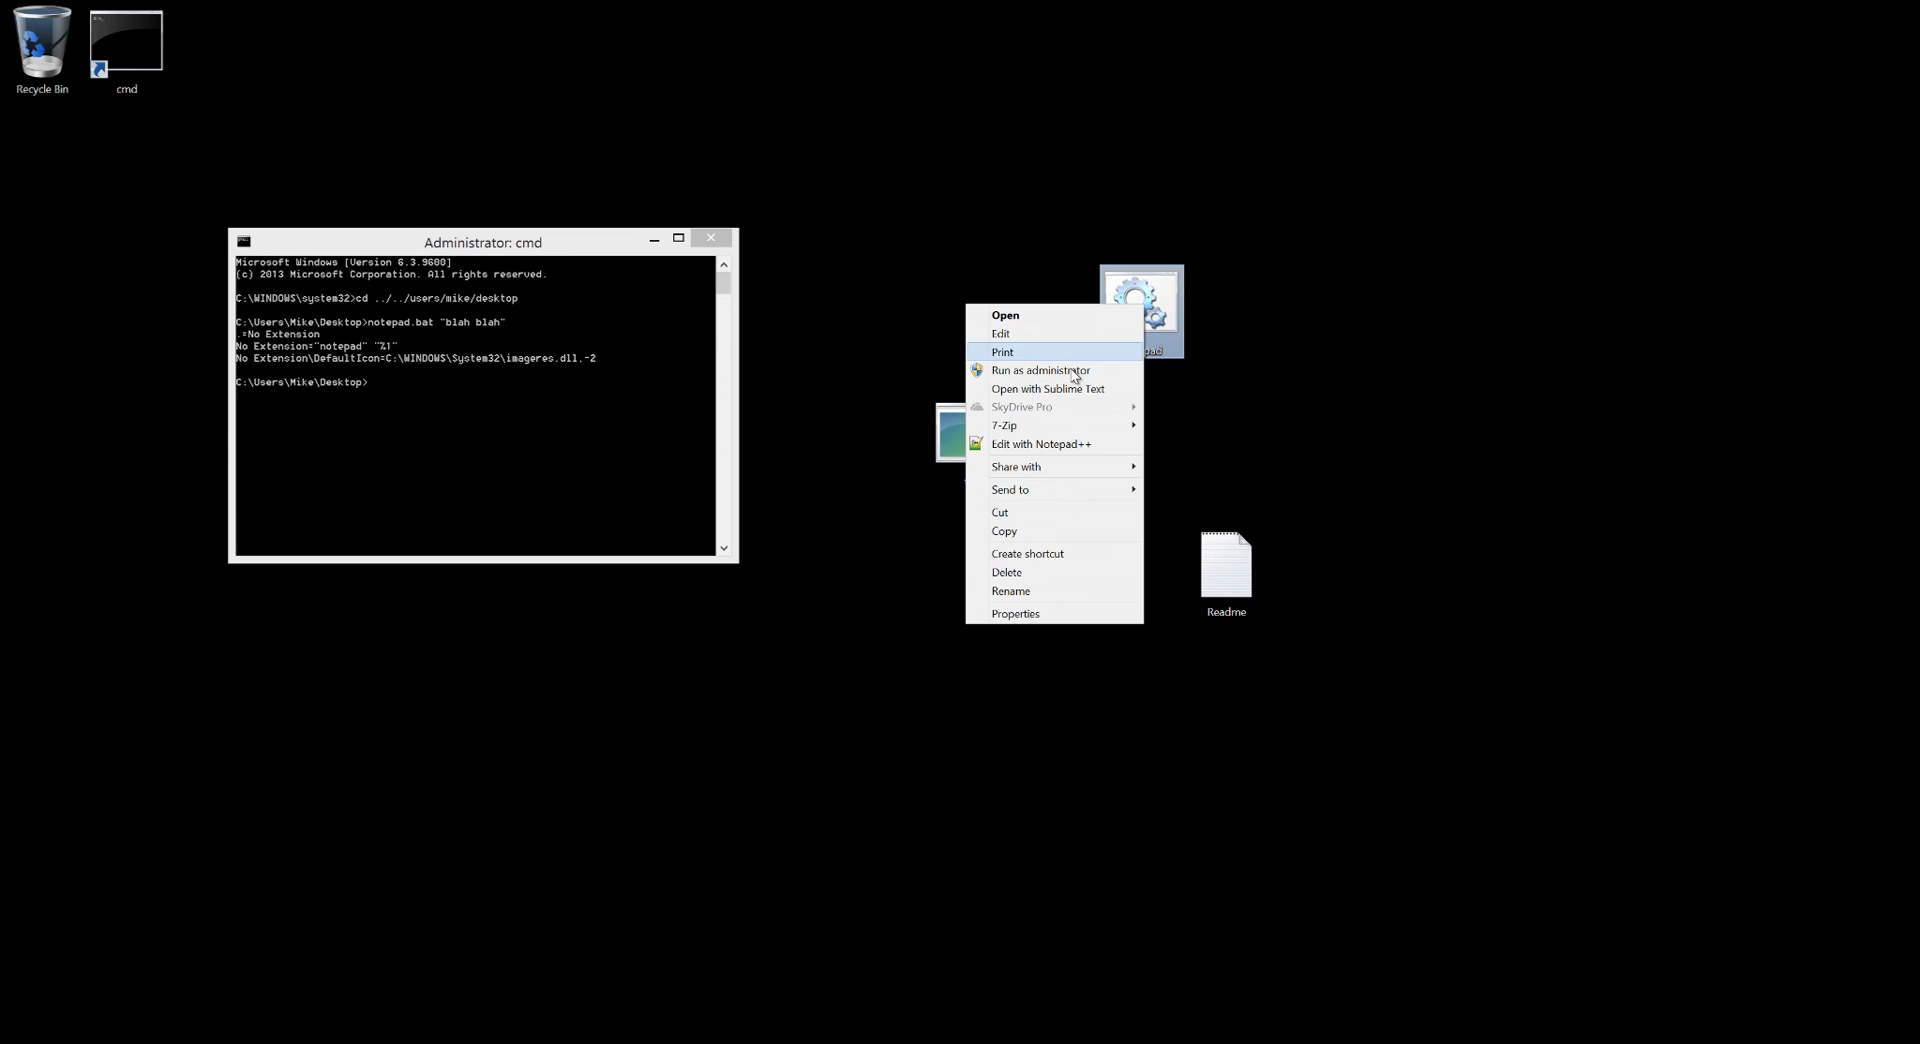 Recycle Bin
cmd
Administrator: cmd
Microsoft Windows [Version 6.3.9600]
(c) 2013 Microsoft Corporation. All rights reserved.
C:\WINDOWS\system32>cd ../../users/mike/desktop
C:\Users\Mike\Desktop>notepad.bat "blah blah"
.=No Extension
No Extension="notepad" "%1"
No Extension\DefaultIcon=C:\WINDOWS\System32\imageres.dll,-2
C:\Users\Mike\Desktop>
pad
Open
Edit
Print
Run as administrator
Open with Sublime Text
SkyDrive Pro
7-Zip
Edit with Notepad++
Share with
Send to
Cut
Copy
Create shortcut
Delete
Rename
Properties
Readme